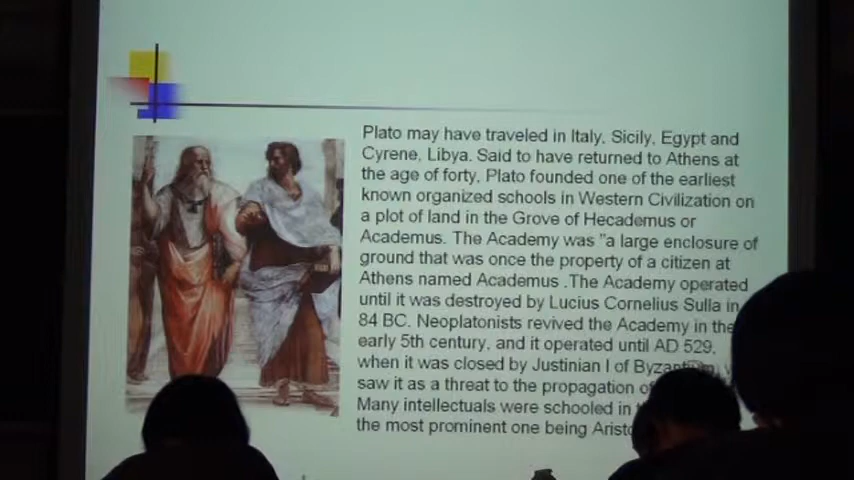 Plato may have traveled in Italy, Sicily, Egypt and
Cyrene, Libya. Said to have returned to Athens at
the age of forty, Plato founded one of the earliest
known organized schools in Western Civilization on
a plot of land in the Grove of Hecademus or
Academus. The Academy was "a large enclosure of
ground that was once the property of a citizen at
Athens named Academus .The Academy operated
until it was destroyed by Lucius Cornelius Sulla in
84 BC. Neoplatonists revived the Academy in the
early 5th century, and it operated until AD 529,
when it was closed by Justinian I of
saw it as a threat to the propagation
Many intellectuals were schooled in
the most prominent one being